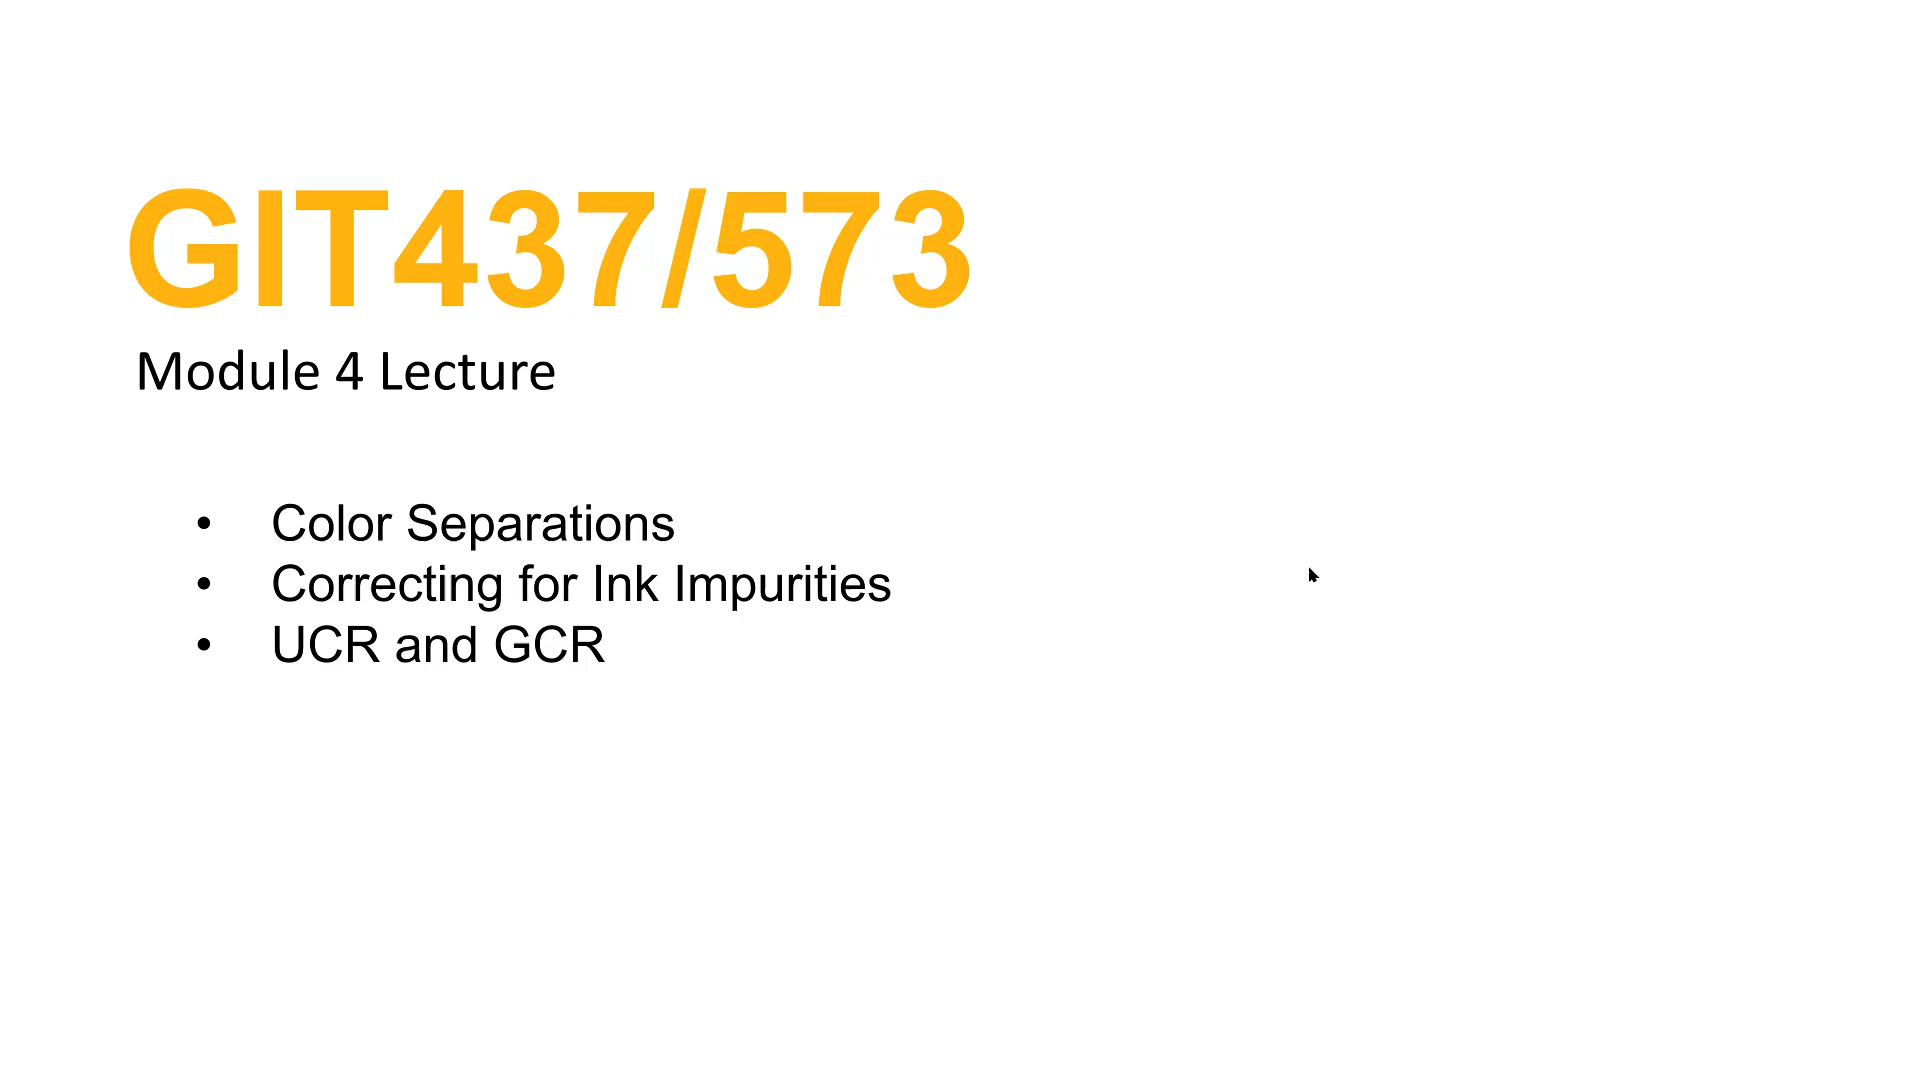 GIT437/573
Module 4 Lecture
• Color Separations
• Correcting for Ink Impurities
• UCR and GCR